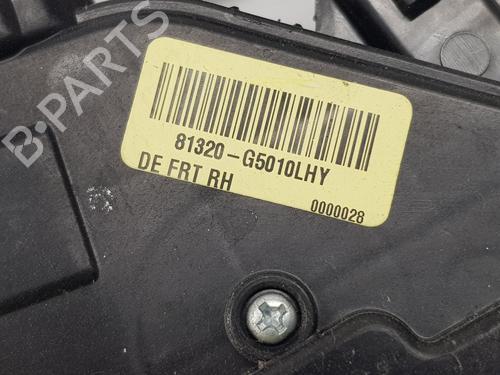 B-PARTS
81320-G5010LHY
DE FRT RH
0000028